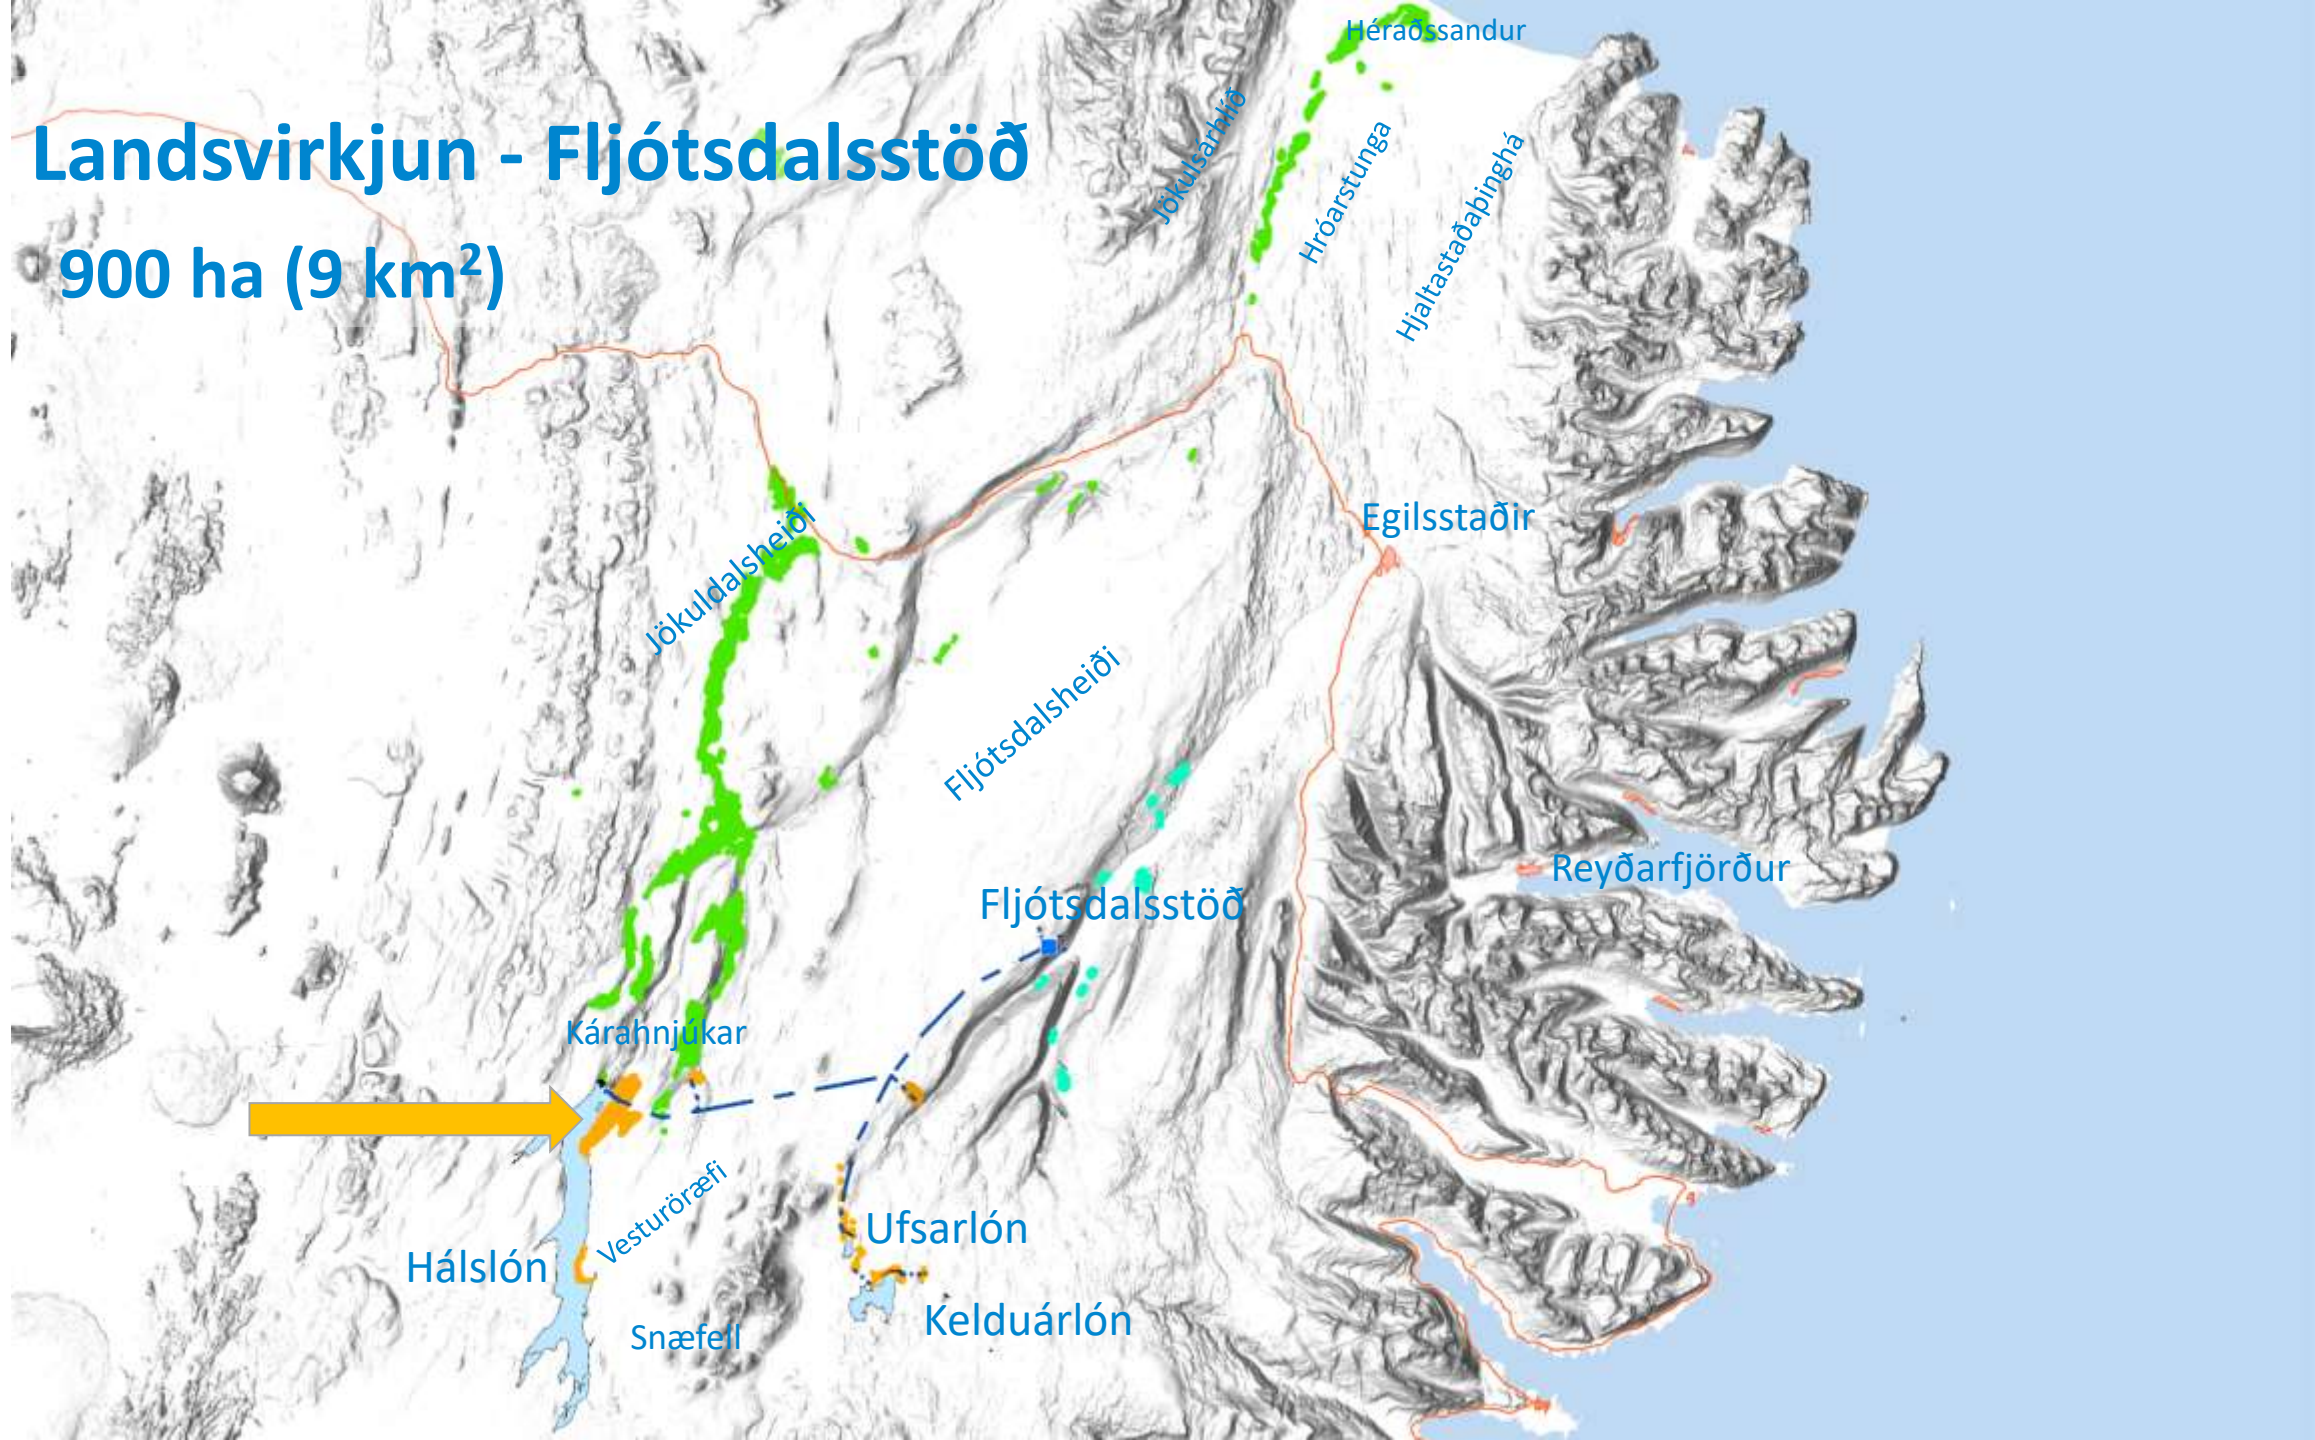 Héraðssandur
Landsvirkjun - Fljótsdalsstöð
900 ha (9 km²)
Jökulsárhlíð
Hróarstunga
Hjaltastaðaþinghá
Egilsstaðir
Jökuldalsheiði
Fljótsdalsheiði
Reyðarfjörður
Fljótsdalsstöð
Kárahnjúkar
Vesturöræfi
Ufsarlón
Hálslón
Kelduárlón
Snæfell